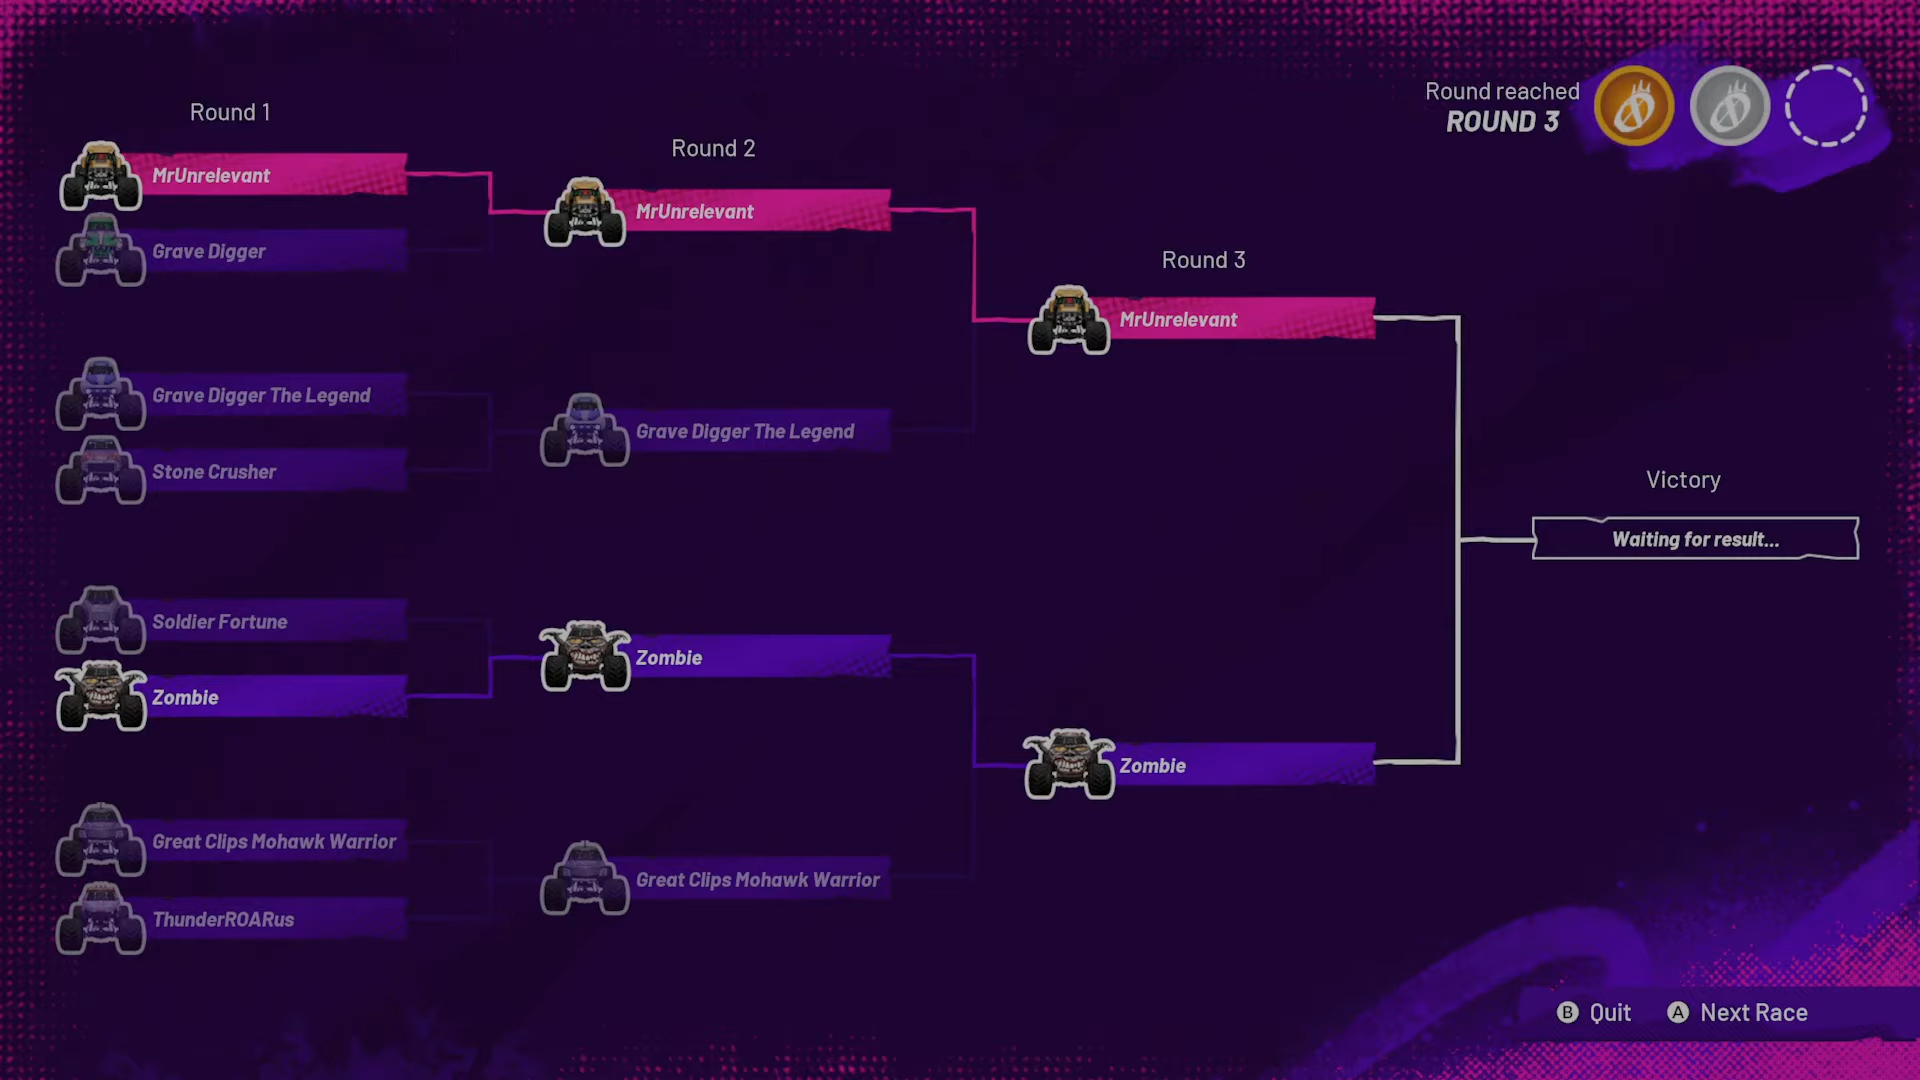 Round reached
ROUND 3
Round 1
MrUnrelevant
Grave Digger
Grave Digger The Legend
Stone Crusher
Soldier Fortune
Zombie
Great Clips Mohawk Warrior
ThunderROARus
Round 2
MrUnrelevant
Grave Digger The Legend
Zombie
Great Clips Mohawk Warrior
Round 3
MrUnrelevant
Zombie
Victory
Waiting for result...
B Quit A Next Race